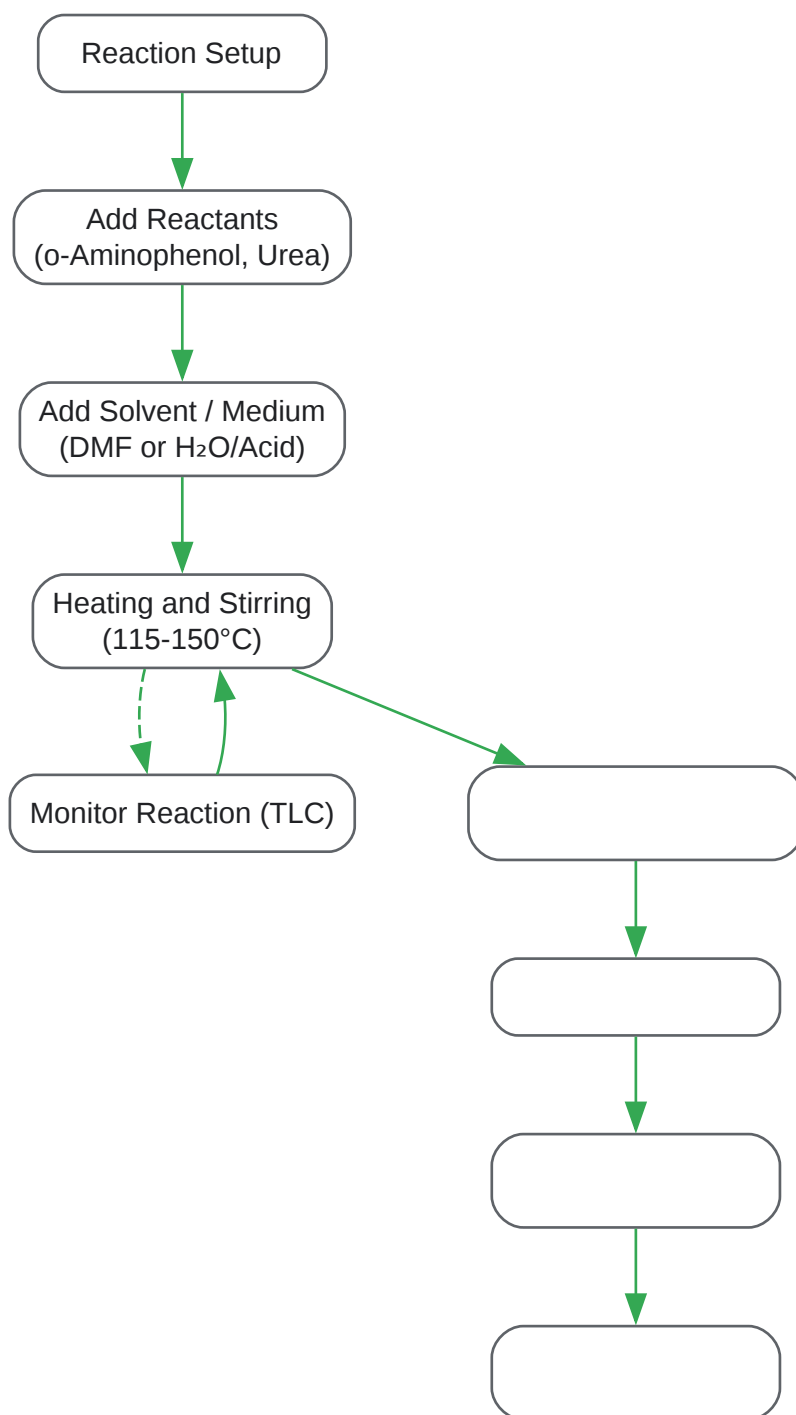 Reaction Setup
Add Reactants
(o-Aminophenol, Urea)
Add Solvent / Medium
(DMF or H₂O/Acid)
Heating and Stirring
(115-150°C)
Monitor Reaction (TLC)